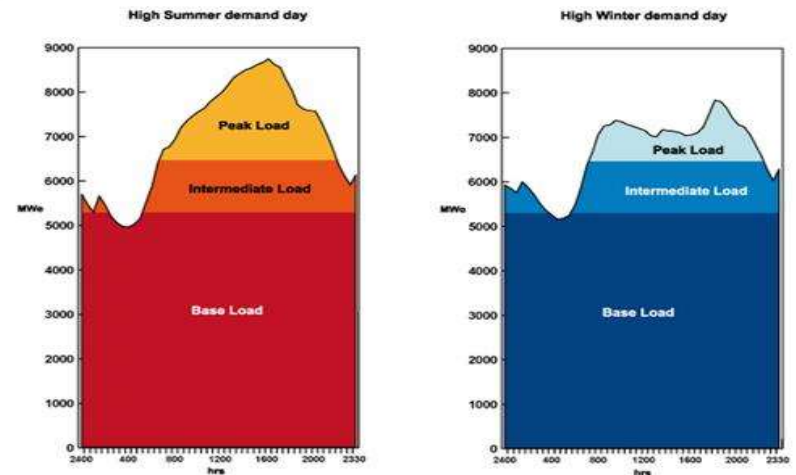 High Summer demand day
9000
8000
7000
6000
MWe
5000
4000
3000
2000
1000
0
Peak Load
Intermediate Load
Base Load
2400 400 800 1200 1600 2000 2330
hrs
High Winter demand day
9000
8000
7000
6000
MWe
5000
4000
3000
2000
1000
0
Peak Load
Intermediate Load
Base Load
2400 400 800 1200 1600 2000 2330
hrs